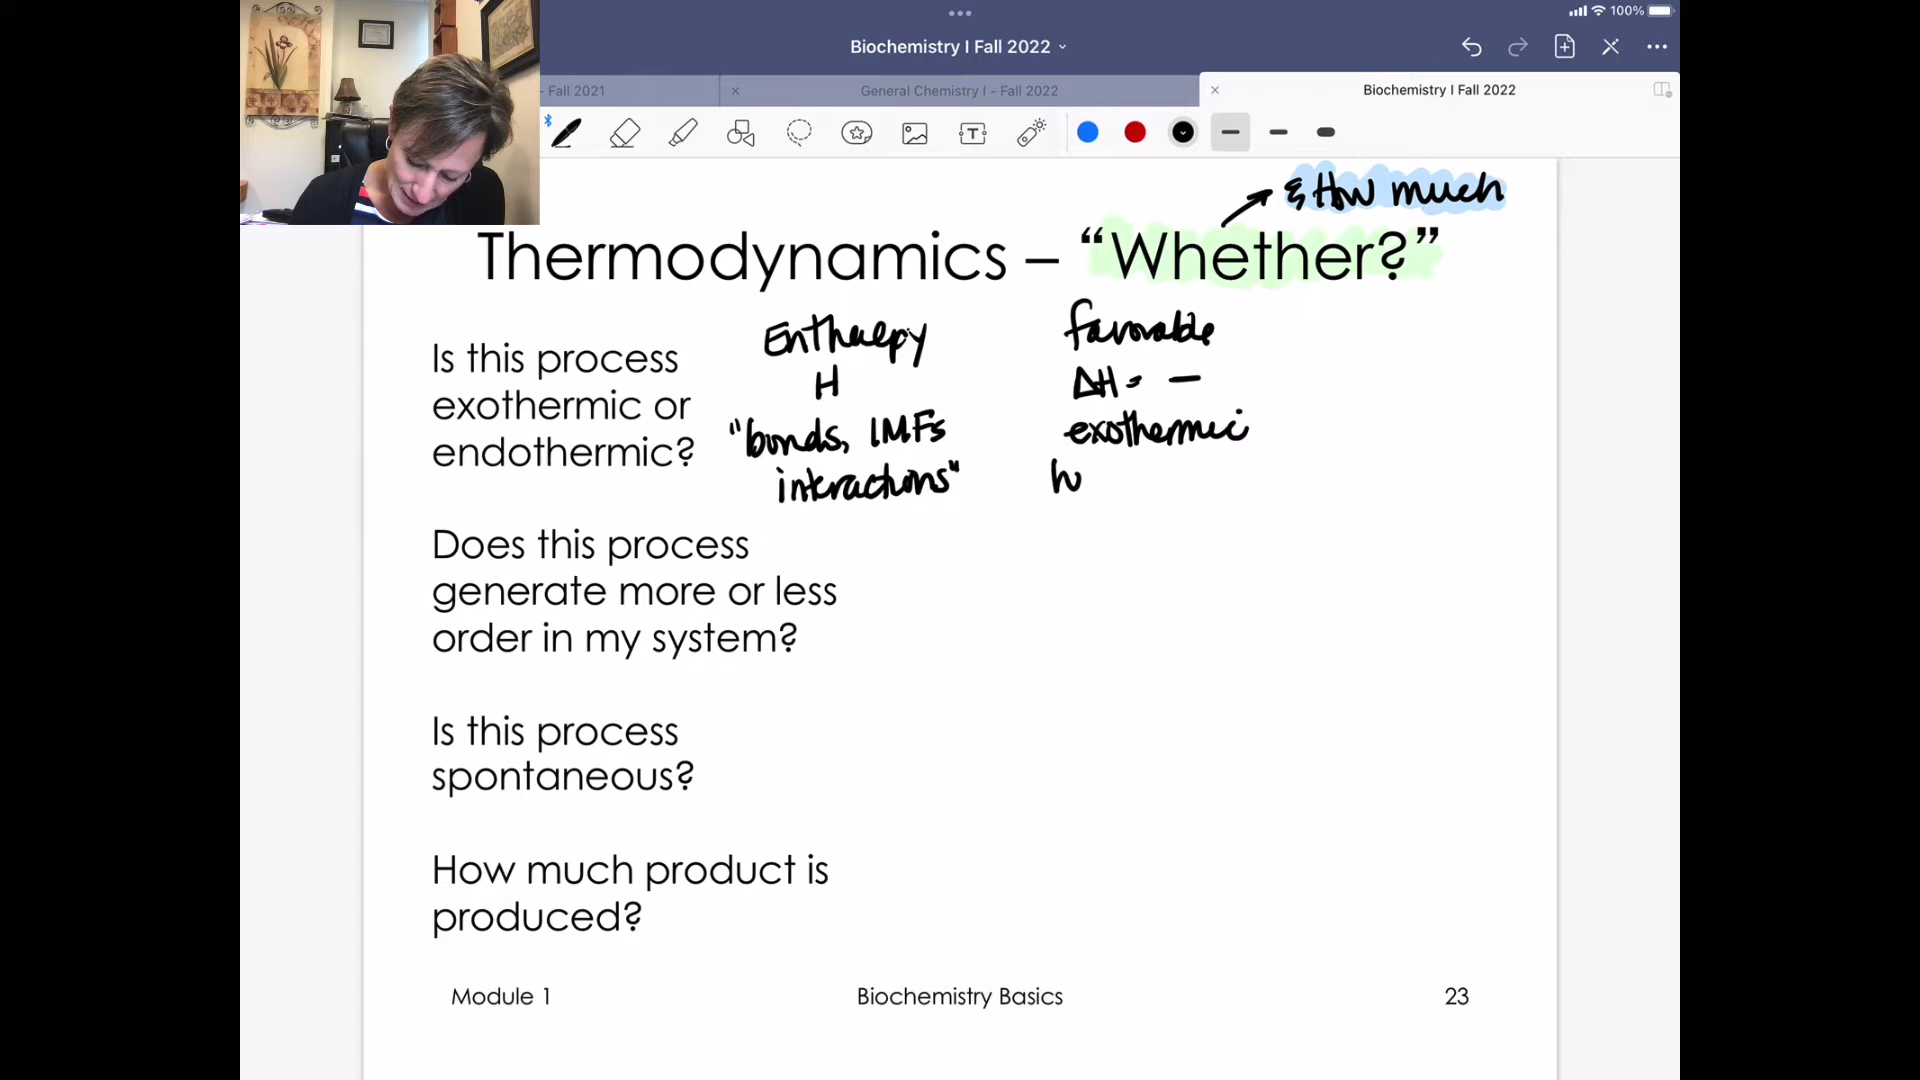 100%
Biochemistry I Fall 2022
- Fall 2021
General Chemistry I - Fall 2022
Biochemistry I Fall 2022
& How much
Thermodynamics – “Whether?”
Is this process
exothermic or
endothermic?
Enthalpy
H
"bonds, IMFs
interactions"
favorable
ΔH = −
exothermic
Does this process
generate more or less
order in my system?
Is this process
spontaneous?
How much product is
produced?
Module 1
Biochemistry Basics
23